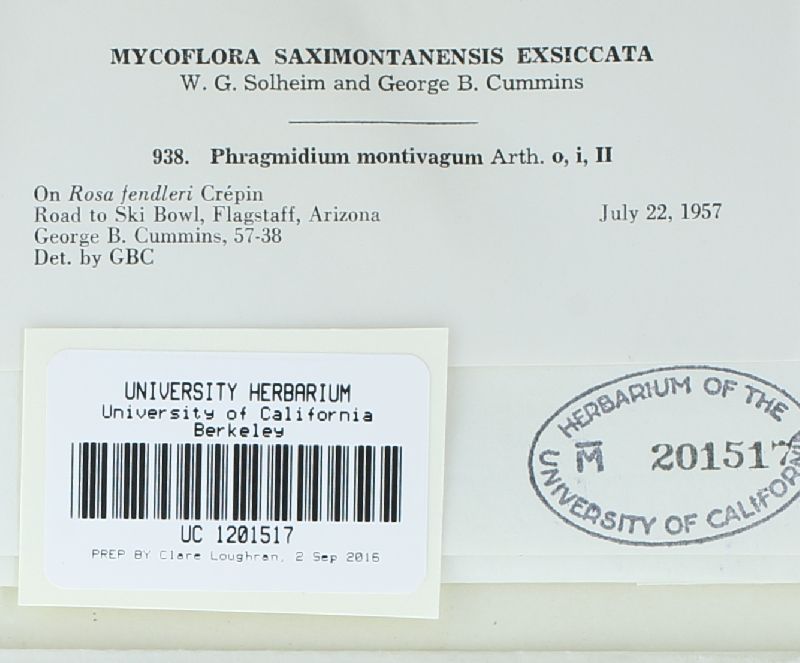 MYCOFLORA SAXIMONTANENSIS EXSICCATA
W. G. Solheim and George B. Cummins
938. Phragmidium montivagum Arth. o, i, II
On Rosa fendleri Crépin
Road to Ski Bowl, Flagstaff, Arizona
July 22, 1957
George B. Cummins, 57-38
Det. by GBC
UNIVERSITY HERBARIUM
University of California
Berkeley
UC 1201517
PREP BY Clare Loughran, 2 Sep 2016
HERBARIUM OF THE
M̅ 201517
UNIVERSITY OF CALIFORN